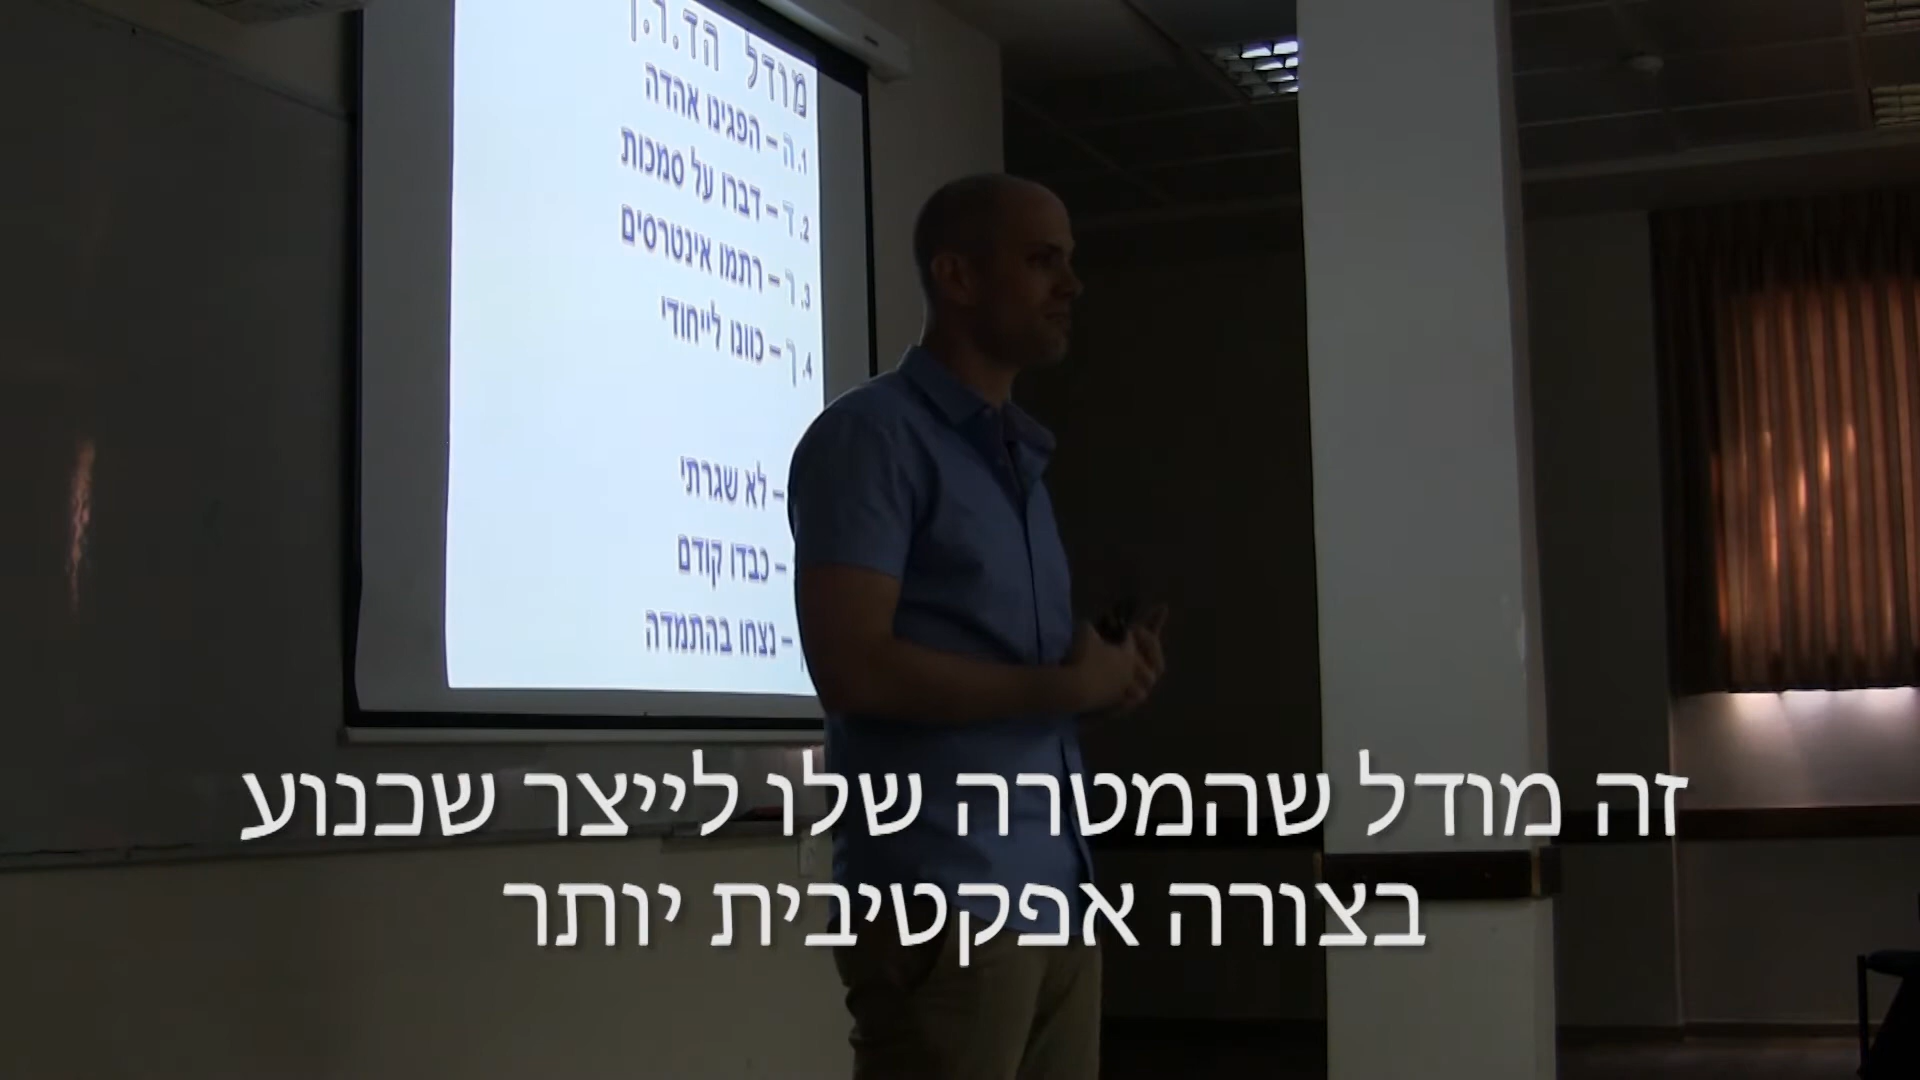 מודל הד.ר.ך
1. ה – הפגינו אהדה
2. ד – דברו על סמכות
3. ר – רתמו אינטרסים
4. ך – כוונו לייחודי
– לא שגרתי
– כבדו קודם
– נצחו בהתמדה
זה מודל שהמטרה שלו לייצר שכנוע
בצורה אפקטיבית יותר